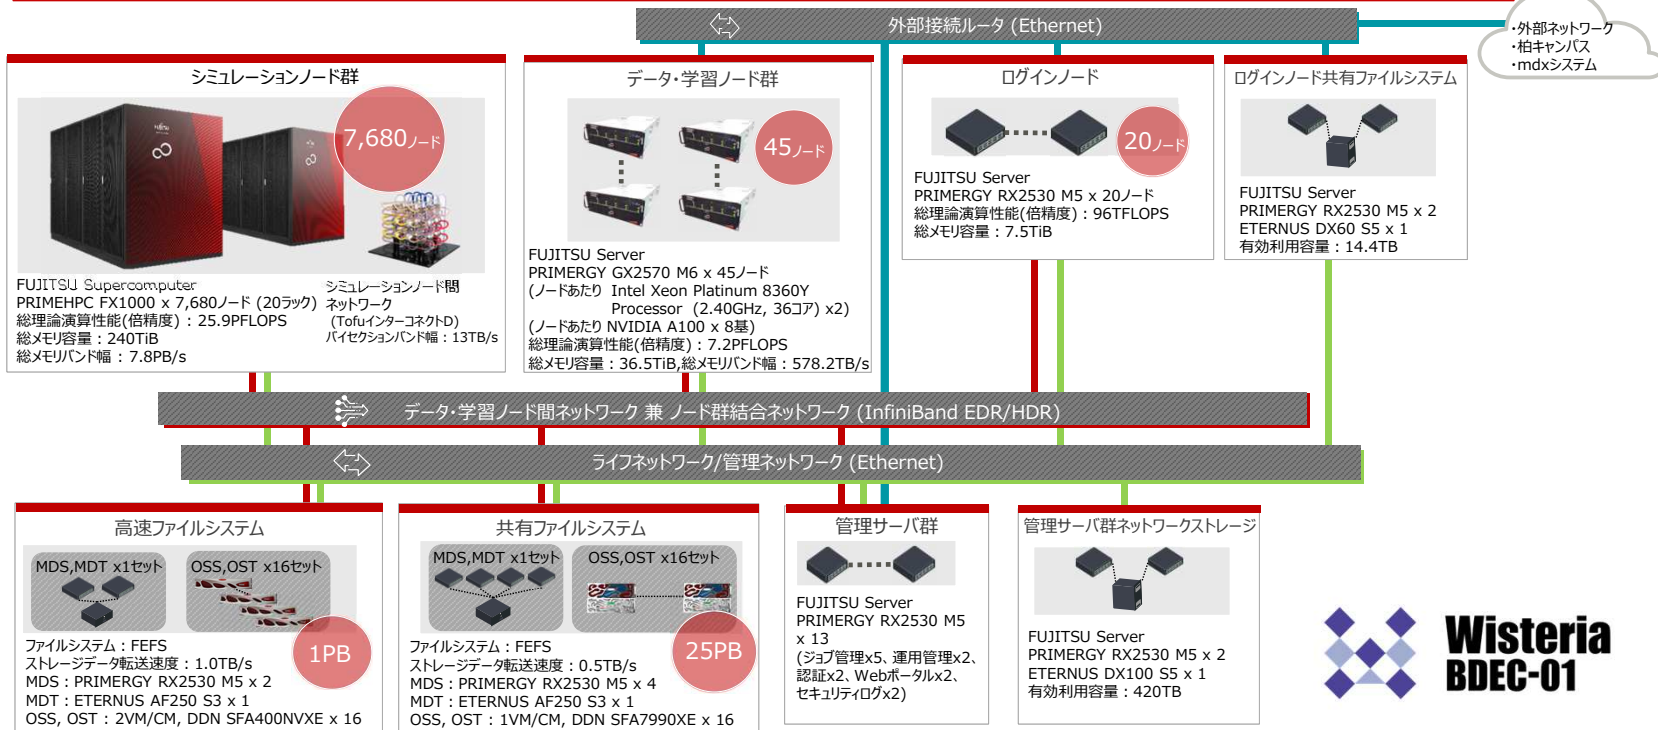 外部接続ルータ (Ethernet)
・外部ネットワーク
・柏キャンパス
・mdxシステム
シミュレーションノード群
7,680ノード
FUJITSU Supercomputer
PRIMEHPC FX1000 x 7,680ノード (20ラック)
総理論演算性能(倍精度) : 25.9PFLOPS
総メモリ容量 : 240TiB
総メモリバンド幅 : 7.8PB/s
シミュレーションノード間
ネットワーク
(TofuインターコネクトD)
バイセクションバンド幅 : 13TB/s
データ・学習ノード群
45ノード
FUJITSU Server
PRIMERGY GX2570 M6 x 45ノード
(ノードあたり Intel Xeon Platinum 8360Y
Processor (2.40GHz, 36コア) x2)
(ノードあたり NVIDIA A100 x 8基)
総理論演算性能(倍精度) : 7.2PFLOPS
総メモリ容量 : 36.5TiB,総メモリバンド幅 : 578.2TB/s
ログインノード
20ノード
FUJITSU Server
PRIMERGY RX2530 M5 x 20ノード
総理論演算性能(倍精度) : 96TFLOPS
総メモリ容量 : 7.5TiB
ログインノード共有ファイルシステム
FUJITSU Server
PRIMERGY RX2530 M5 x 2
ETERNUS DX60 S5 x 1
有効利用容量 : 14.4TB
データ・学習ノード間ネットワーク 兼 ノード群結合ネットワーク (InfiniBand EDR/HDR)
ライフネットワーク/管理ネットワーク (Ethernet)
高速ファイルシステム
MDS,MDT x1セット
OSS,OST x16セット
1PB
ファイルシステム : FEFS
ストレージデータ転送速度 : 1.0TB/s
MDS : PRIMERGY RX2530 M5 x 2
MDT : ETERNUS AF250 S3 x 1
OSS, OST : 2VM/CM, DDN SFA400NVXE x 16
共有ファイルシステム
MDS,MDT x1セット
OSS,OST x16セット
25PB
ファイルシステム : FEFS
ストレージデータ転送速度 : 0.5TB/s
MDS : PRIMERGY RX2530 M5 x 4
MDT : ETERNUS AF250 S3 x 1
OSS, OST : 1VM/CM, DDN SFA7990XE x 16
管理サーバ群
FUJITSU Server
PRIMERGY RX2530 M5
x 13
(ジョブ管理x5、運用管理x2、
認証x2、Webポータルx2、
セキュリティログx2)
管理サーバ群ネットワークストレージ
FUJITSU Server
PRIMERGY RX2530 M5 x 2
ETERNUS DX100 S5 x 1
有効利用容量 : 420TB
Wisteria
BDEC-01